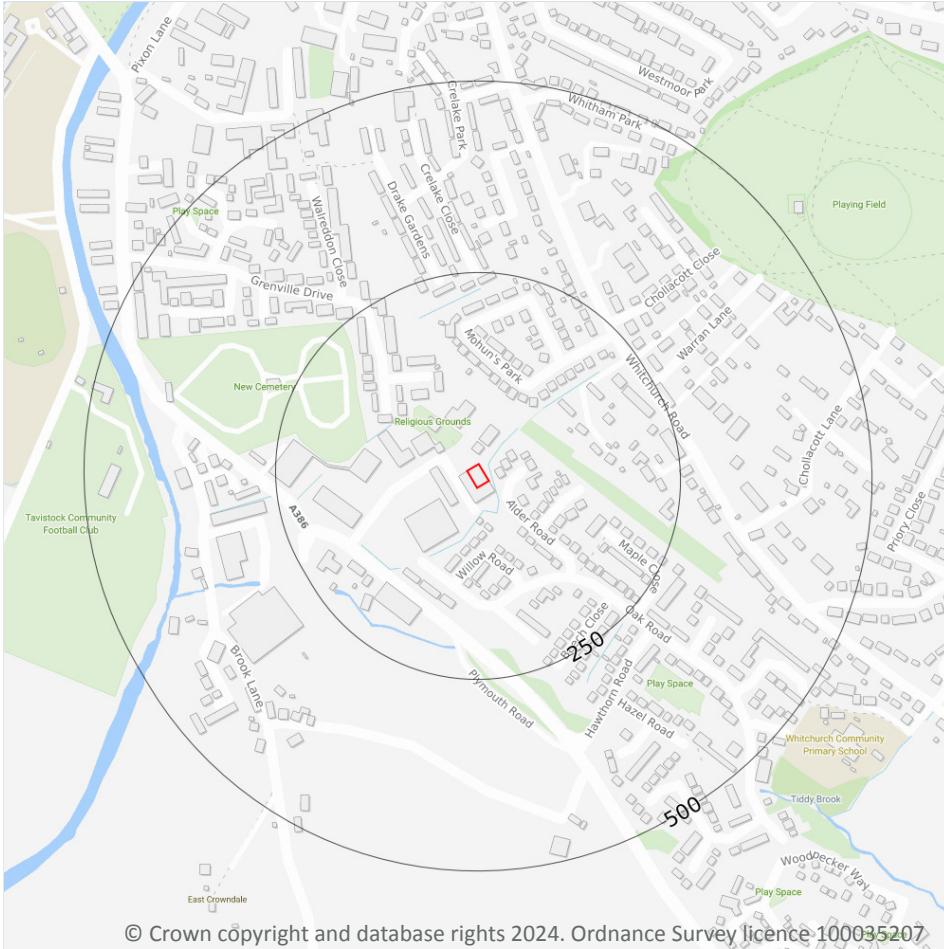 Pixon Lane
Westmoor Park
Whitham Park
Crelake Park
Crelake Close
Drake Gardens
Walreddon Close
Play Space
Playing Field
Grenville Drive
Chollacott Close
Warran Lane
Mohun's Park
Whitchurch Road
New Cemetery
Religious Grounds
Chollacott Lane
Priory Close
A386
Tavistock Community
Football Club
Alder Road
Willow Road
Maple Close
Oak Road
Beech Close
250
Brook Lane
Plymouth Road
Hawthorn Road
Play Space
Hazel Road
Whitchurch Community
Primary School
500
Tiddy Brook
Woodpecker Way
East Crowndale
Play Space
Play Space
© Crown copyright and database rights 2024. Ordnance Survey licence 100035207